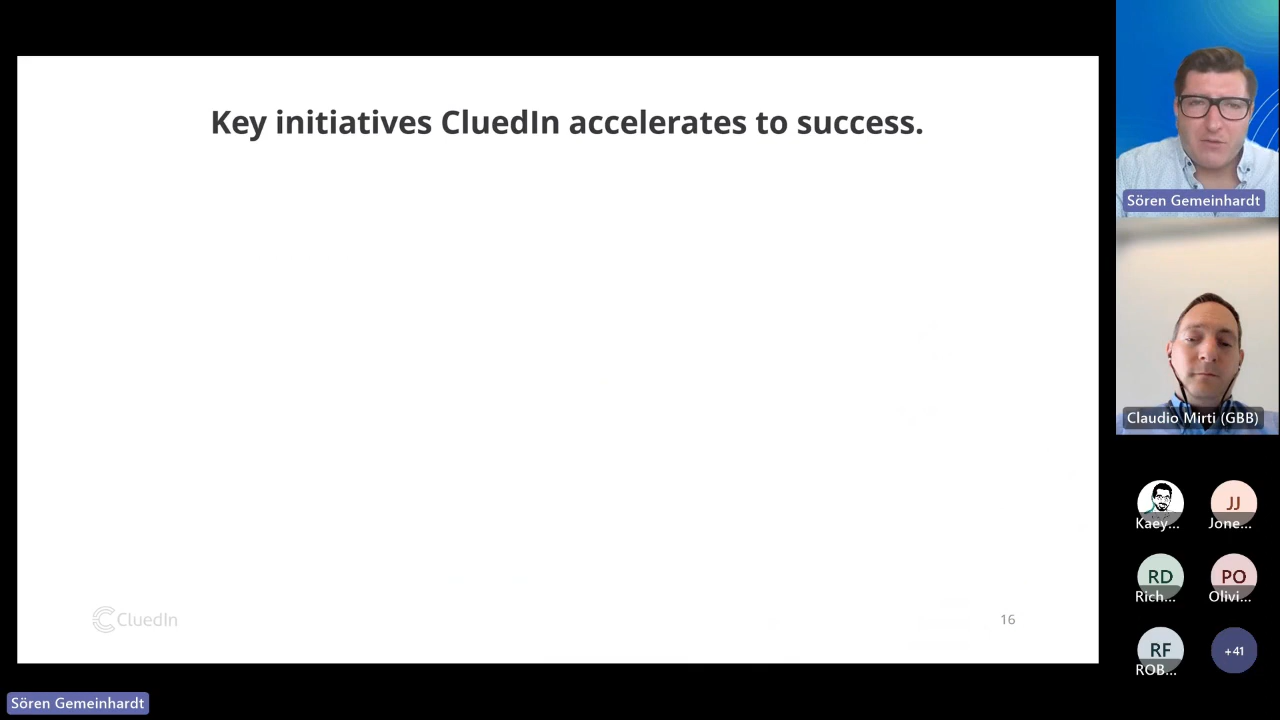 Key initiatives CluedIn accelerates to success.
CluedIn
16
Sören Gemeinhardt
Sören Gemeinhardt
Claudio Mirti (GBB)
Kaey...
JJ
Jone...
RD
Rich...
PO
Olivi...
RF
ROB...
+41